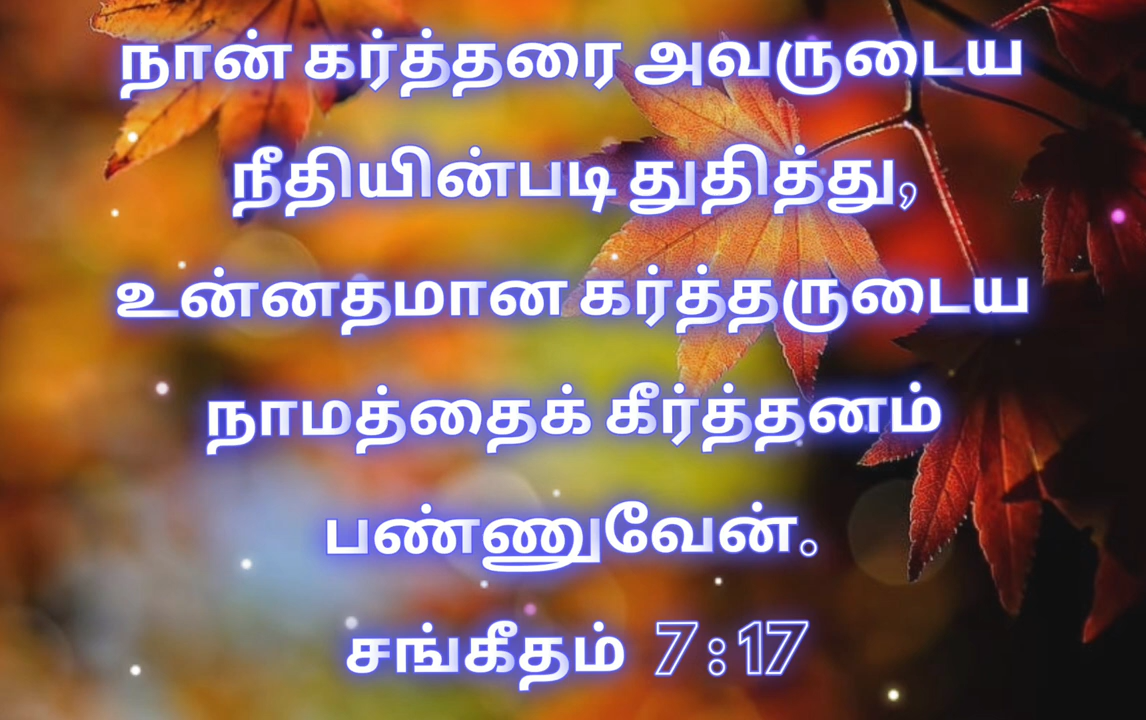 நான் கர்த்தரை அவருடைய
நீதியின்படி துதித்து,
உன்னதமான கர்த்தருடைய
நாமத்தைக் கீர்த்தனம்
பண்ணுவேன்.
சங்கீதம் 7:17